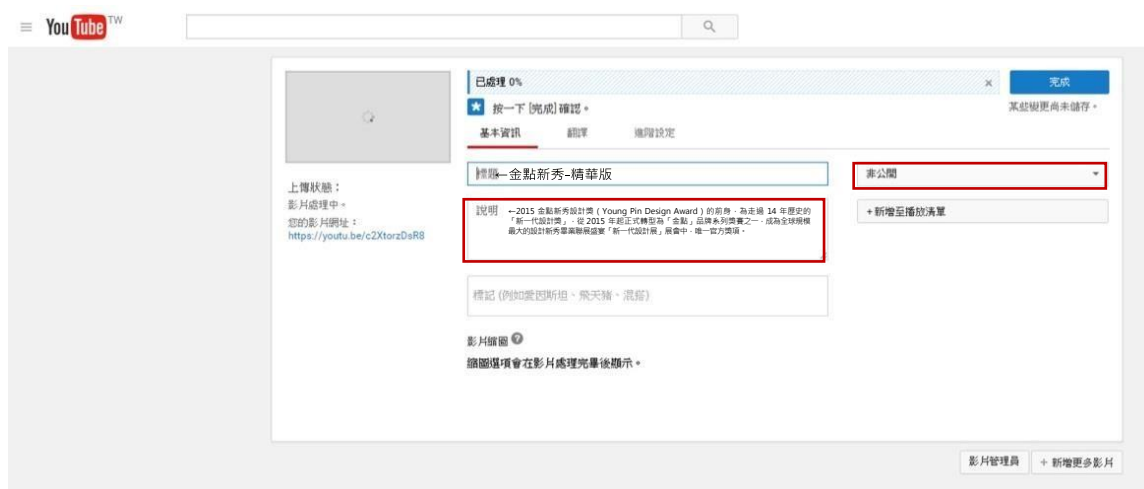 YouTube TW
已處理 0%
×
完成
按一下 [完成] 確認。
某些變更尚未儲存。
基本資訊 翻譯 進階設定
標題←金點新秀-精華版
非公開
上傳狀態：
影片處理中。
您的影片網址：
https://youtu.be/c2XtorzDsR8
說明 ←2015 金點新秀設計獎 ( Young Pin Design Award ) 的前身，為走過 14 年歷史的
「新一代設計獎」，從 2015 年起正式轉型為「金點」品牌系列獎賽之一，成為全球規模
最大的設計新秀畢業聯展盛宴「新一代設計展」展會中，唯一官方獎項。
+ 新增至播放清單
標記 (例如愛因斯坦、飛天豬、混搭)
影片縮圖 ?
縮圖選項會在影片處理完畢後顯示。
影片管理員
+ 新增更多影片